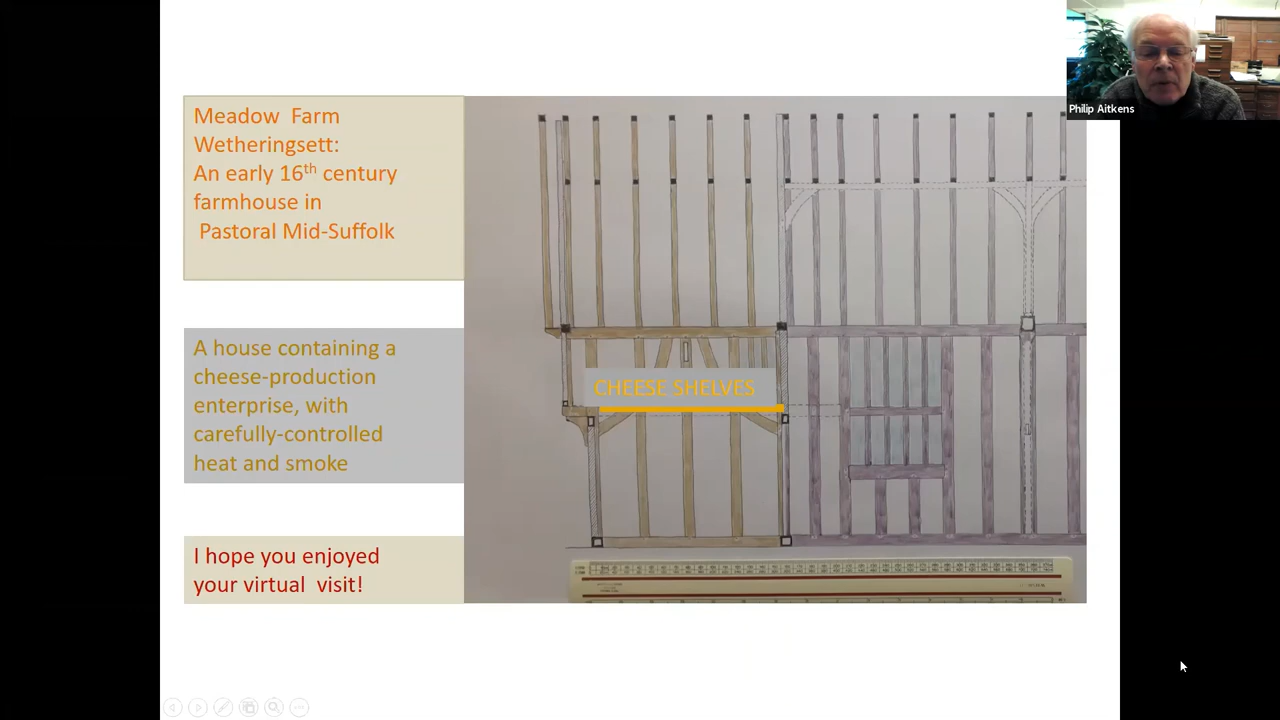 Philip Aitkens
Meadow Farm
Wetheringsett:
An early 16th century
farmhouse in
Pastoral Mid-Suffolk
A house containing a
cheese-production
enterprise, with
carefully-controlled
heat and smoke
CHEESE SHELVES
I hope you enjoyed
your virtual visit!